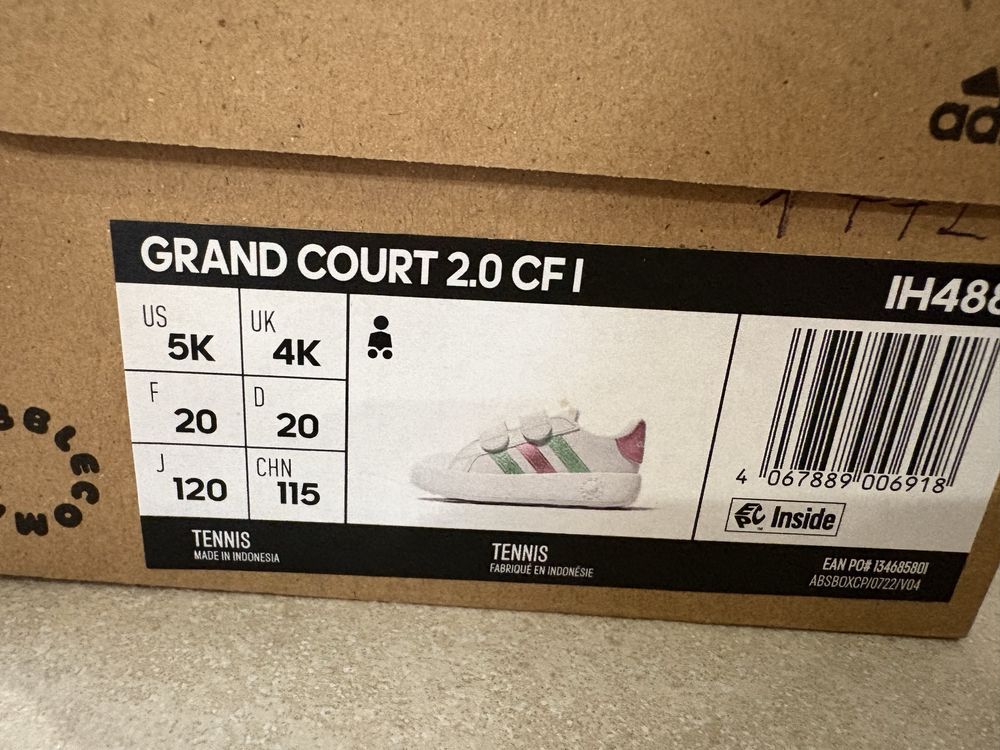 GRAND COURT 2.0 CF I
IH488
US 5K
UK 4K
F 20
D 20
J 120
CHN 115
4 067889 006918
EPC Inside
TENNIS
MADE IN INDONESIA
TENNIS
FABRIQUÉ EN INDONÉSIE
EAN PO# 134685801
ABSBOXCP/0722/V04